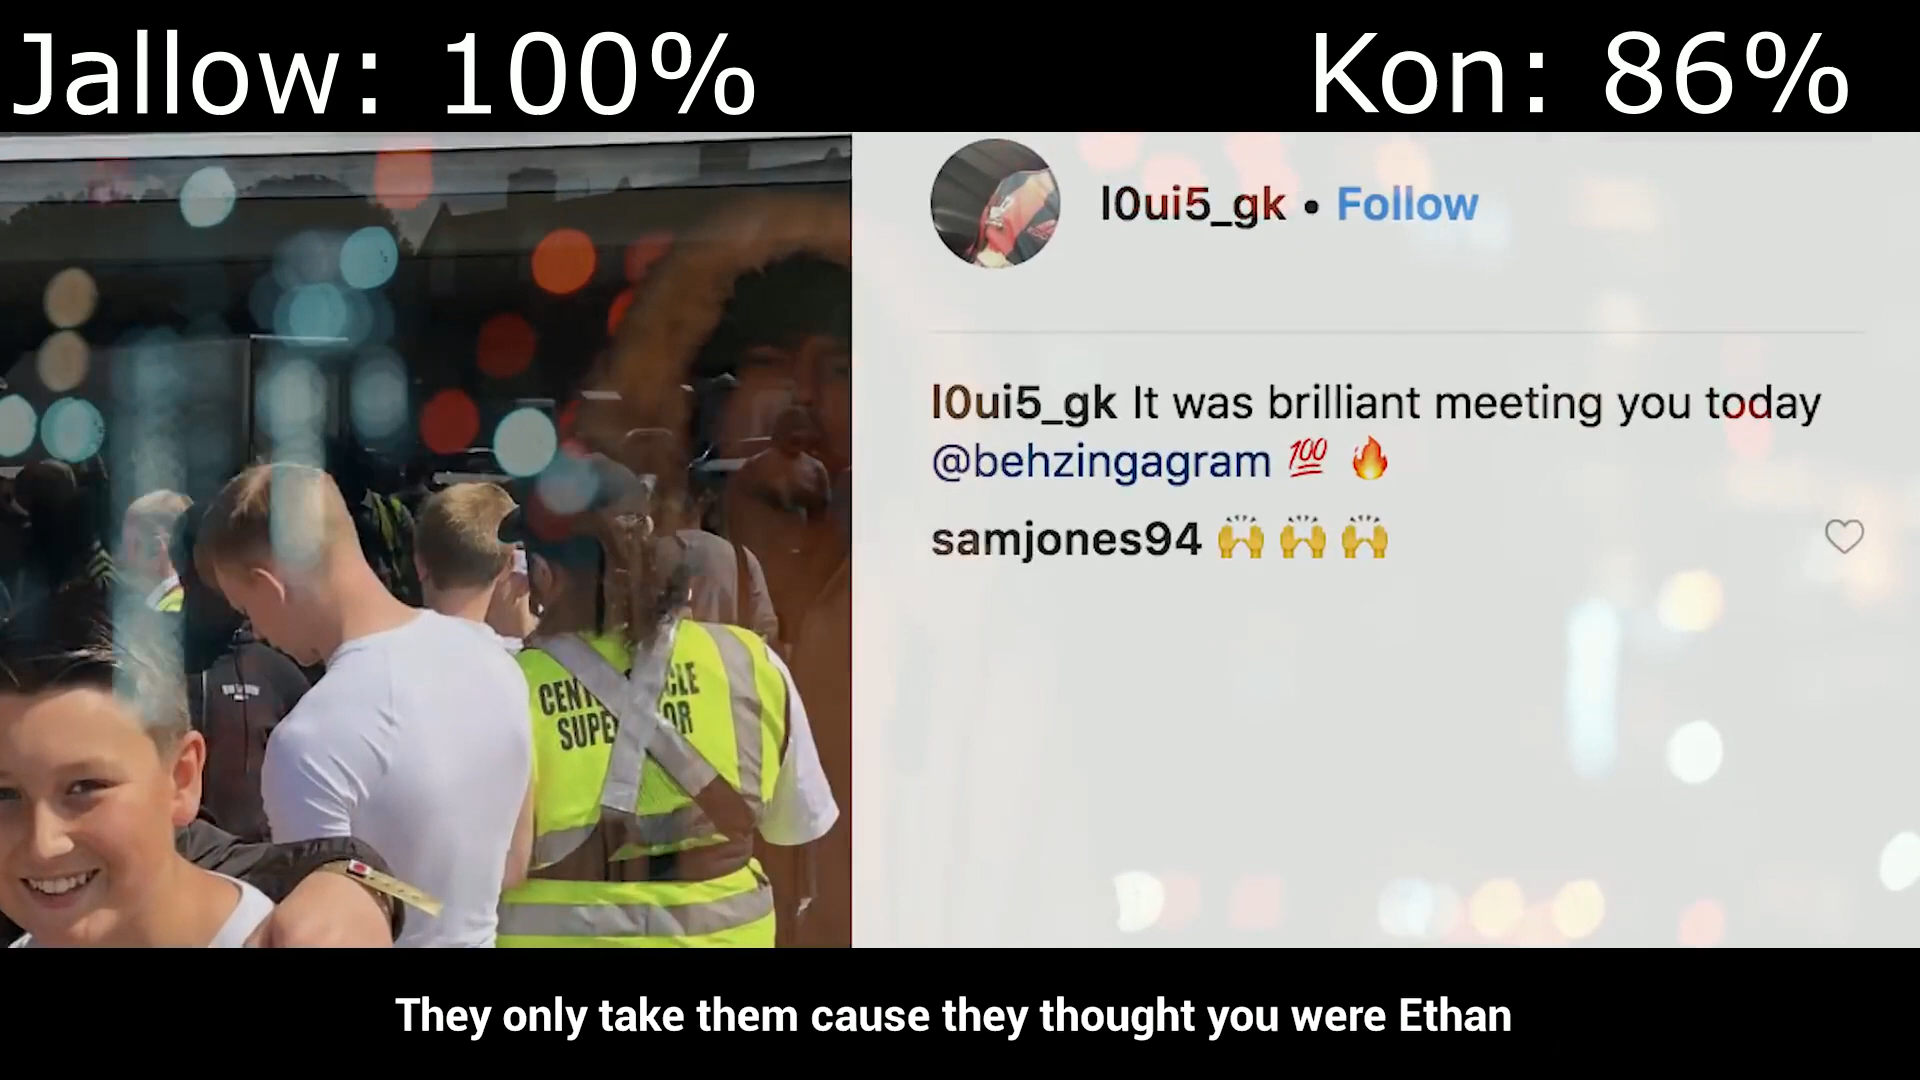 Jallow: 100%
Kon: 86%
l0ui5_gk • Follow
l0ui5_gk It was brilliant meeting you today
@behzingagram 💯 🔥
samjones94 🙌 🙌 🙌
They only take them cause they thought you were Ethan